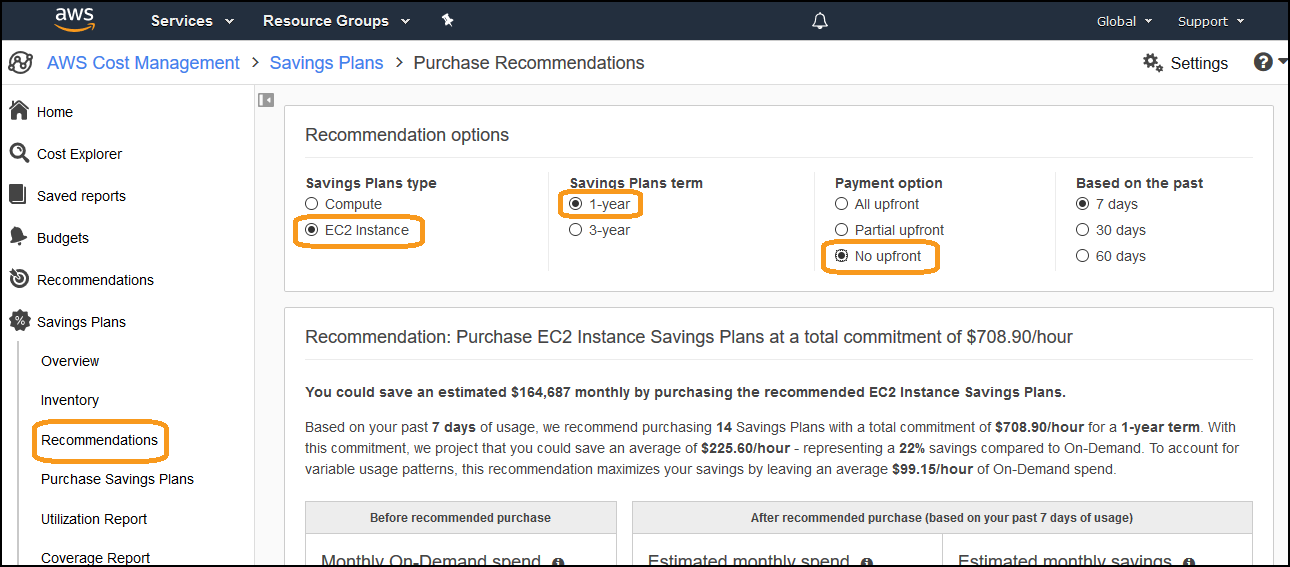 aws Services Resource Groups Global Support
AWS Cost Management > Savings Plans > Purchase Recommendations Settings ?
Home
Cost Explorer
Saved reports
Budgets
Recommendations
% Savings Plans
Overview
Inventory
Recommendations
Purchase Savings Plans
Utilization Report
Coverage Report
Recommendation options
Savings Plans type
Compute
EC2 Instance
Savings Plans term
1-year
3-year
Payment option
All upfront
Partial upfront
No upfront
Based on the past
7 days
30 days
60 days
Recommendation: Purchase EC2 Instance Savings Plans at a total commitment of $708.90/hour
You could save an estimated $164,687 monthly by purchasing the recommended EC2 Instance Savings Plans.
Based on your past 7 days of usage, we recommend purchasing 14 Savings Plans with a total commitment of $708.90/hour for a 1-year term. With
this commitment, we project that you could save an average of $225.60/hour - representing a 22% savings compared to On-Demand. To account for
variable usage patterns, this recommendation maximizes your savings by leaving an average $99.15/hour of On-Demand spend.
Before recommended purchase
After recommended purchase (based on your past 7 days of usage)
Monthly On-Demand spend
Estimated monthly spend
Estimated monthly savings